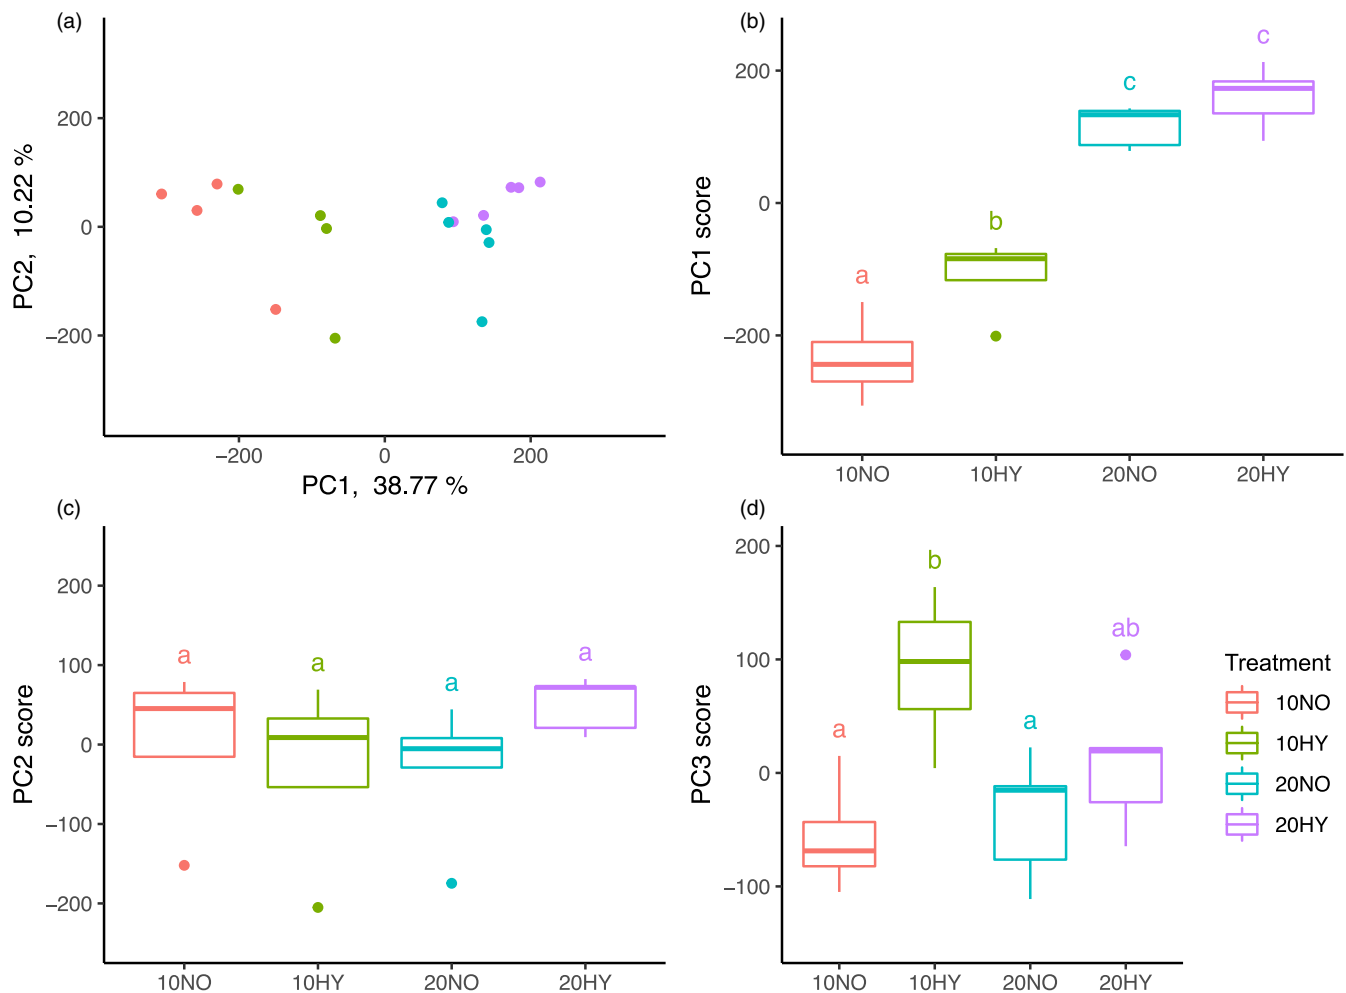 (a)
PC2, 10.22 %
200
0
−200
−200 0 200
PC1, 38.77 %
(b)
PC1 score
200
0
−200
a
b
c
c
10NO 10HY 20NO 20HY
(c)
PC2 score
200
100
0
−100
−200
a
a
a
a
10NO 10HY 20NO 20HY
(d)
PC3 score
200
100
0
−100
a
b
a
ab
10NO 10HY 20NO 20HY
Treatment
10NO
10HY
20NO
20HY